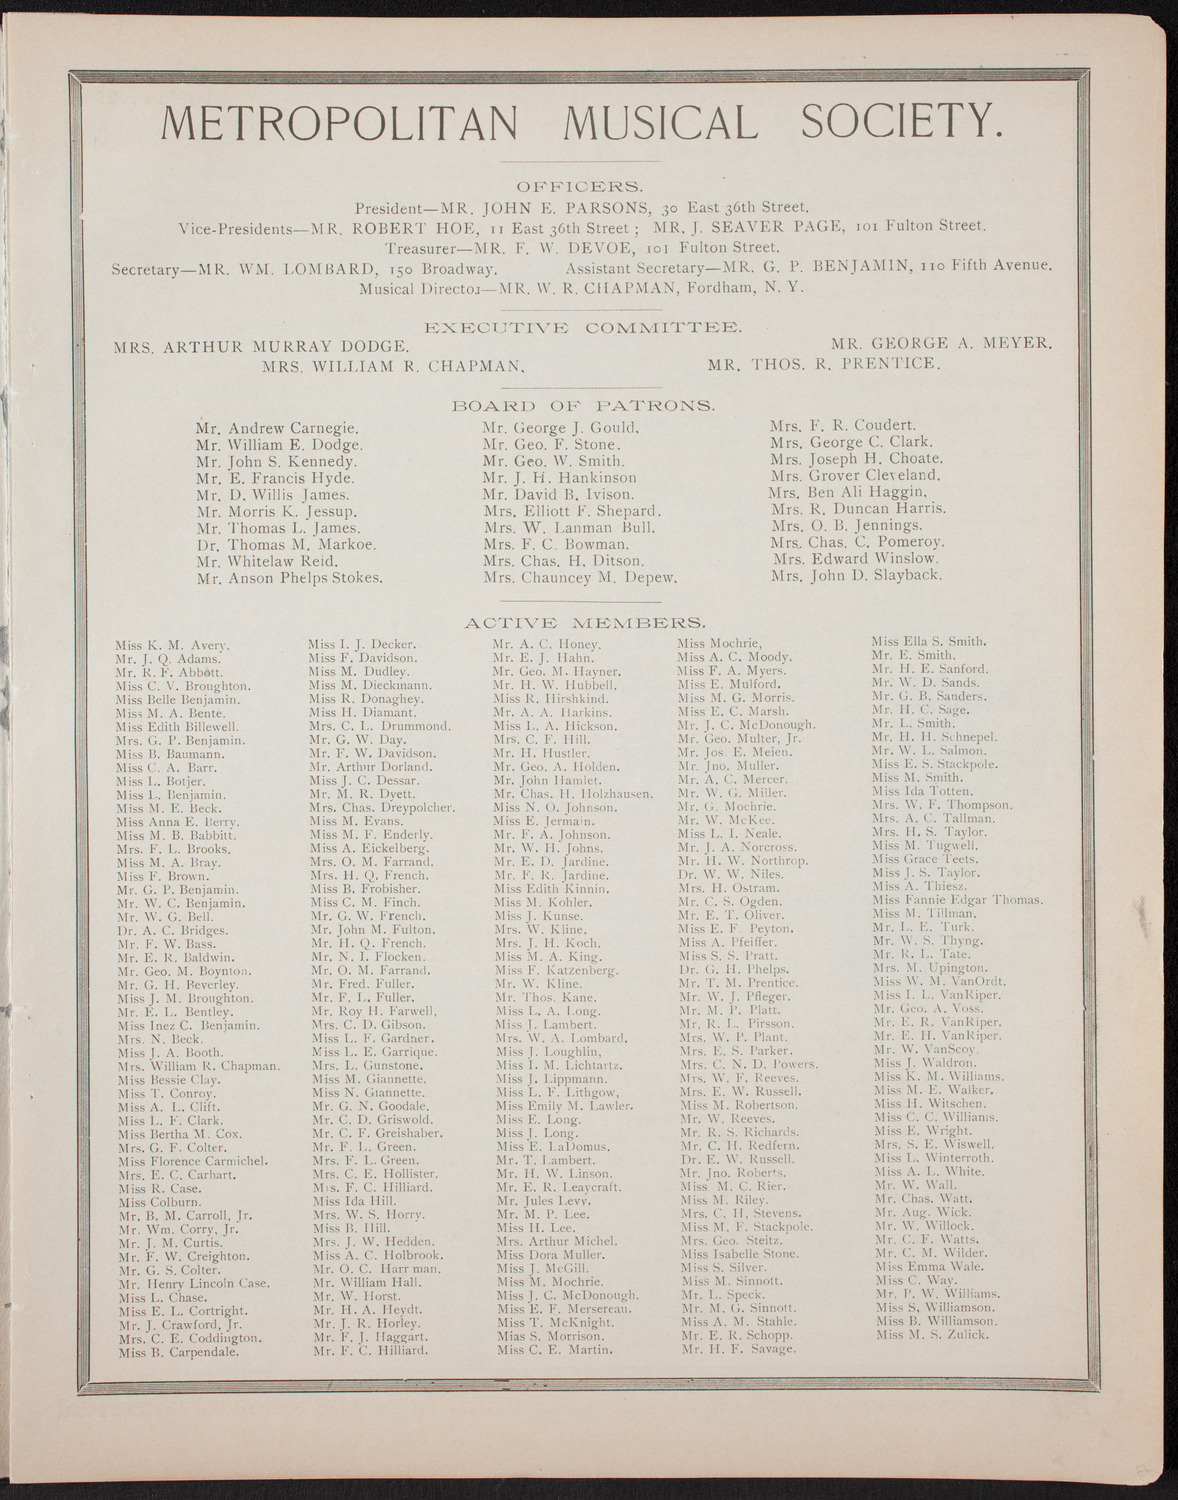 METROPOLITAN MUSICAL SOCIETY.
OFFICERS.
President—MR. JOHN E. PARSONS, 30 East 36th Street.
Vice-Presidents—MR. ROBERT HOE, 11 East 36th Street; MR. J. SEAVER PAGE, 101 Fulton Street.
Treasurer—MR. F. W. DEVOE, 101 Fulton Street.
Secretary—MR. WM. LOMBARD, 150 Broadway. Assistant Secretary—MR. G. P. BENJAMIN, 110 Fifth Avenue.
Musical Director—MR. W. R. CHAPMAN, Fordham, N. Y.
EXECUTIVE COMMITTEE.
MRS. ARTHUR MURRAY DODGE. MR. GEORGE A. MEYER.
MRS. WILLIAM R. CHAPMAN. MR. THOS. R. PRENTICE.
BOARD OF PATRONS.
Mr. Andrew Carnegie.
Mr. William E. Dodge.
Mr. John S. Kennedy.
Mr. E. Francis Hyde.
Mr. D. Willis James.
Mr. Morris K. Jessup.
Mr. Thomas L. James.
Dr. Thomas M. Markoe.
Mr. Whitelaw Reid.
Mr. Anson Phelps Stokes.
Mr. George J. Gould.
Mr. Geo. F. Stone.
Mr. Geo. W. Smith.
Mr. J. H. Hankinson
Mr. David B. Ivison.
Mrs. Elliott F. Shepard.
Mrs. W. Lanman Bull.
Mrs. F. C. Bowman.
Mrs. Chas. H. Ditson.
Mrs. Chauncey M. Depew.
Mrs. F. R. Coudert.
Mrs. George C. Clark.
Mrs. Joseph H. Choate.
Mrs. Grover Cleveland.
Mrs. Ben Ali Haggin.
Mrs. R. Duncan Harris.
Mrs. O. B. Jennings.
Mrs. Chas. C. Pomeroy.
Mrs. Edward Winslow.
Mrs. John D. Slayback.
ACTIVE MEMBERS.
Miss K. M. Avery.
Mr. J. Q. Adams.
Mr. R. F. Abbott.
Miss C. V. Broughton.
Miss Belle Benjamin.
Miss M. A. Bente.
Miss Edith Billewell.
Mrs. G. P. Benjamin.
Miss B. Baumann.
Miss C. A. Barr.
Miss L. Botjer.
Miss L. Benjamin.
Miss M. E. Beck.
Miss Anna E. Berry.
Miss M. B. Babbitt.
Mrs. F. L. Brooks.
Miss M. A. Bray.
Miss F. Brown.
Mr. G. P. Benjamin.
Mr. W. C. Benjamin.
Mr. W. G. Bell.
Dr. A. C. Bridges.
Mr. F. W. Bass.
Mr. E. R. Baldwin.
Mr. Geo. M. Boynton.
Mr. G. H. Beverley.
Miss J. M. Broughton.
Mr. E. L. Bentley.
Miss Inez C. Benjamin.
Mrs. N. Beck.
Miss J. A. Booth.
Mrs. William R. Chapman.
Miss Bessie Clay.
Miss T. Conroy.
Miss A. L. Clift.
Miss L. F. Clark.
Miss Bertha M. Cox.
Mrs. G. F. Colter.
Miss Florence Carmichel.
Mrs. E. C. Carhart.
Miss R. Case.
Miss Colburn.
Mr. B. M. Carroll, Jr.
Mr. Wm. Corry, Jr.
Mr. J. M. Curtis.
Mr. F. W. Creighton.
Mr. G. S. Colter.
Mr. Henry Lincoln Case.
Miss L. Chase.
Miss E. L. Cortright.
Mr. J. Crawford, Jr.
Mrs. C. E. Coddington.
Miss B. Carpendale.
Miss I. J. Decker.
Miss F. Davidson.
Miss M. Dudley.
Miss M. Dieckmann.
Miss R. Donaghey.
Miss H. Diamant.
Mrs. C. L. Drummond.
Mr. G. W. Day.
Mr. F. W. Davidson.
Mr. Arthur Dorland.
Miss J. C. Dessar.
Mr. M. R. Dyett.
Mrs. Chas. Dreypolcher.
Miss M. Evans.
Miss M. F. Enderly.
Miss A. Eickelberg.
Mrs. O. M. Farrand.
Mrs. H. Q. French.
Miss B. Frobisher.
Miss C. M. Finch.
Mr. G. W. French.
Mr. John M. Fulton.
Mr. H. Q. French.
Mr. N. I. Flocken.
Mr. O. M. Farrand.
Mr. Fred. Fuller.
Mr. F. L. Fuller.
Mr. Roy H. Farwell,
Mrs. C. D. Gibson.
Miss L. F. Gardner.
Miss L. E. Garrique.
Mrs. L. Gunstone.
Miss M. Giannette.
Miss N. Giannette.
Mr. G. N. Goodale.
Mr. C. D. Griswold.
Mr. C. F. Greishaber.
Mr. F. L. Green.
Mrs. F. L. Green.
Mrs. C. E. Hollister.
Mrs. F. C. Hilliard.
Miss Ida Hill.
Mrs. W. S. Horry.
Miss B. Hill.
Mrs. J. W. Hedden.
Miss A. C. Holbrook.
Mr. O. C. Harriman.
Mr. William Hall.
Mr. W. Horst.
Mr. H. A. Heydt.
Mr. J. R. Horley.
Mr. F. J. Haggart.
Mr. F. C. Hilliard.
Mr. A. C. Honey.
Mr. E. J. Hahn.
Mr. Geo. M. Hayner.
Mr. H. W. Hubbell.
Miss R. Hirshkind.
Mr. A. A. Harkins.
Miss L. A. Hickson.
Mrs. C. F. Hill.
Mr. H. Hustler.
Mr. Geo. A. Holden.
Mr. John Hamlet.
Mr. Chas. H. Holzhausen.
Miss N. O. Johnson.
Miss E. Jermain.
Mr. F. A. Johnson.
Mr. W. H. Johns.
Mr. E. D. Jardine.
Mr. F. R. Jardine.
Miss Edith Kinnin.
Miss M. Kohler.
Miss J. Kunse.
Mrs. W. Kline.
Mrs. J. H. Koch.
Miss M. A. King.
Miss F. Katzenberg.
Mr. W. Kline.
Mr. Thos. Kane.
Miss L. A. Long.
Miss J. Lambert.
Mrs. W. A. Lombard.
Miss J. Loughlin,
Miss I. M. Lichtartz.
Miss J. Lippmann.
Miss L. F. Lithgow,
Miss Emily M. Lawler.
Miss E. Long.
Miss J. Long.
Miss E. LaDomus.
Mr. T. Lambert.
Mr. H. W. Linson.
Mr. E. R. Leaycraft.
Mr. Jules Levy.
Mr. M. P. Lee.
Miss H. Lee.
Mrs. Arthur Michel.
Miss Dora Muller.
Miss J. McGill.
Miss M. Mochrie.
Miss J. C. McDonough.
Miss E. F. Mersereau.
Miss T. McKnight.
Mias S. Morrison.
Miss C. E. Martin.
Miss Mochrie,
Miss A. C. Moody.
Miss F. A. Myers.
Miss E. Mulford.
Miss M. G. Morris.
Miss E. C. Marsh.
Mr. J. C. McDonough.
Mr. Geo. Multer, Jr.
Mr. Jos. E. Meien.
Mr. Jno. Muller.
Mr. A. C. Mercer.
Mr. W. G. Miller.
Mr. G. Mochrie.
Mr. W. McKee.
Miss L. I. Neale.
Mr. J. A. Norcross.
Mr. H. W. Northrop.
Dr. W. W. Niles.
Mrs. H. Ostram.
Mr. C. S. Ogden.
Mr. E. T. Oliver.
Miss E. F Peyton.
Miss A. Pfeiffer.
Miss S. S. Pratt.
Dr. G. H. Phelps.
Mr. T. M. Prentice.
Mr. W. J. Pfleger.
Mr. M. P. Platt.
Mr. R. L. Pirsson.
Mrs. W. P. Plant.
Mrs. E. S. Parker.
Mrs. C. N. D. Powers.
Mrs. W. F. Reeves.
Mrs. E. W. Russell.
Miss M. Robertson.
Mr. W. Reeves.
Mr. R. S. Richards.
Mr. C. H. Redfern.
Dr. E. W. Russell.
Mr. Jno. Roberts.
Miss M. C. Rier.
Miss M. Riley.
Mrs. C. H, Stevens.
Miss M. F. Stackpole.
Mrs. Geo. Steitz.
Miss Isabelle Stone.
Miss S. Silver.
Miss M. Sinnott.
Mr. L. Speck.
Mr. M. G. Sinnott.
Miss A. M. Stahle.
Mr. E. R. Schopp.
Mr. H. F. Savage.
Miss Ella S. Smith.
Mr. E. Smith.
Mr. H. E. Sanford.
Mr. W. D. Sands.
Mr. G. B. Sanders.
Mr. H. C. Sage.
Mr. L. Smith.
Mr. H. H. Schnepel.
Mr. W. L. Salmon.
Miss E. S. Stackpole.
Miss M. Smith.
Miss Ida Totten.
Mrs. W. F. Thompson.
Mrs. A. C. Tallman.
Mrs. H. S. Taylor.
Miss M. Tugwell.
Miss Grace Teets.
Miss J. S. Taylor.
Miss A. Thiesz.
Miss Fannie Edgar Thomas.
Miss M. Tillman.
Mr. L. E. Turk.
Mr. W. S. Thyng.
Mr. R. L. Tate.
Mrs. M. Upington.
Miss W. M. VanOrdt.
Miss I. L. VanRiper.
Mr. Geo. A. Voss.
Mr. E. R. VanRiper.
Mr. E. H. VanRiper.
Mr. W. VanScoy.
Miss J. Waldron.
Miss K. M. Williams.
Miss M. E. Walker.
Miss H. Witschen.
Miss C. C. Williams.
Miss E. Wright.
Mrs. S. E. Wiswell.
Miss L. Winterroth.
Miss A. L. White.
Mr. W. Wall.
Mr. Chas. Watt.
Mr. Aug. Wick.
Mr. W. Willock.
Mr. C. F. Watts.
Mr. C. M. Wilder.
Miss Emma Wale.
Miss C. Way.
Mr. P. W. Williams.
Miss S, Williamson.
Miss B. Williamson.
Miss M. S. Zulick.